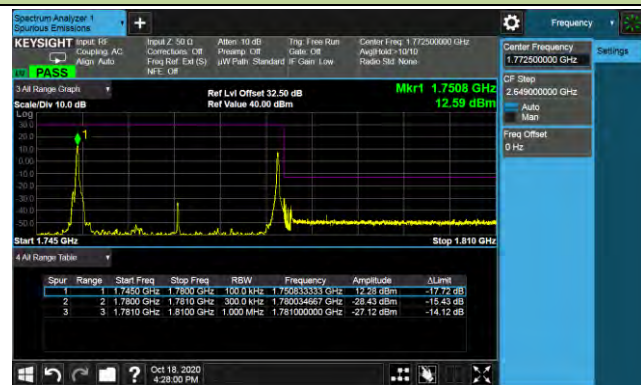 Spectrum Analyzer 1
Spurious Emissions
Frequency
KEYSIGHT
Input: RF
Coupling: AC
Align: Auto
Input Z: 50 Ω
Corrections: Off
Freq Ref: Ext (S)
NFE: Off
Atten: 10 dB
Preamp: Off
µW Path: Standard
Trig: Free Run
Gate: Off
IF Gain: Low
Center Freq: 1.772500000 GHz
Avg|Hold:>10/10
Radio Std: None
PASS
Center Frequency
1.772500000 GHz
Settings
CF Step
2.649000000 GHz
Auto
Man
Freq Offset
0 Hz
3 All Range Graph
Scale/Div 10.0 dB
Ref Lvl Offset 32.50 dB
Ref Value 40.00 dBm
Mkr1 1.7508 GHz
12.59 dBm
Log
30.0
20.0
10.0
0.00
-10.0
-20.0
-30.0
-40.0
-50.0
1
Start 1.745 GHz
Stop 1.810 GHz
4 All Range Table
Spur Range Start Freq Stop Freq RBW Frequency Amplitude ΔLimit
1 1 1.7450 GHz 1.7800 GHz 100.0 kHz 1.750833333 GHz 12.28 dBm -17.72 dB
2 2 1.7800 GHz 1.7810 GHz 300.0 kHz 1.780034667 GHz -28.43 dBm -15.43 dB
3 3 1.7810 GHz 1.8100 GHz 1.000 MHz 1.781000000 GHz -27.12 dBm -14.12 dB
? Oct 18, 2020
4:28:00 PM